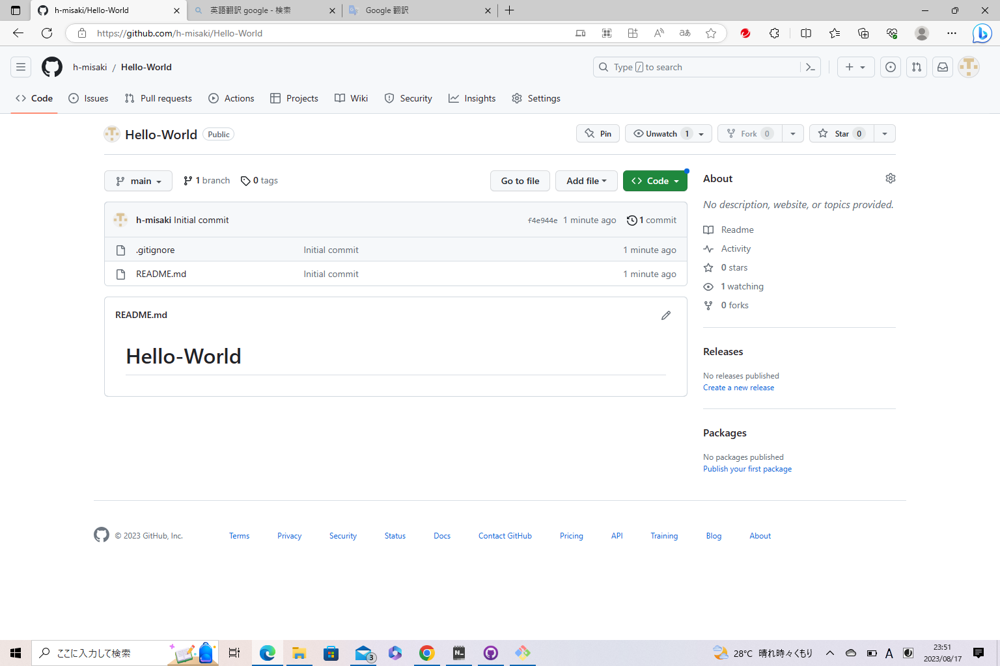 h-misaki/Hello-World
英語翻訳 google - 検索
Google 翻訳
https://github.com/h-misaki/Hello-World
h-misaki / Hello-World
Type / to search
Code Issues Pull requests Actions Projects Wiki Security Insights Settings
Hello-World Public
Pin Unwatch 1 Fork 0 Star 0
main 1 branch 0 tags
Go to file Add file Code
h-misaki Initial commit f4e944e 1 minute ago 1 commit
.gitignore Initial commit 1 minute ago
README.md Initial commit 1 minute ago
README.md
Hello-World
About
No description, website, or topics provided.
Readme
Activity
0 stars
1 watching
0 forks
Releases
No releases published
Create a new release
Packages
No packages published
Publish your first package
© 2023 GitHub, Inc. Terms Privacy Security Status Docs Contact GitHub Pricing API Training Blog About
ここに入力して検索
3
28°C 晴れ時々くもり
A
23:51
2023/08/17